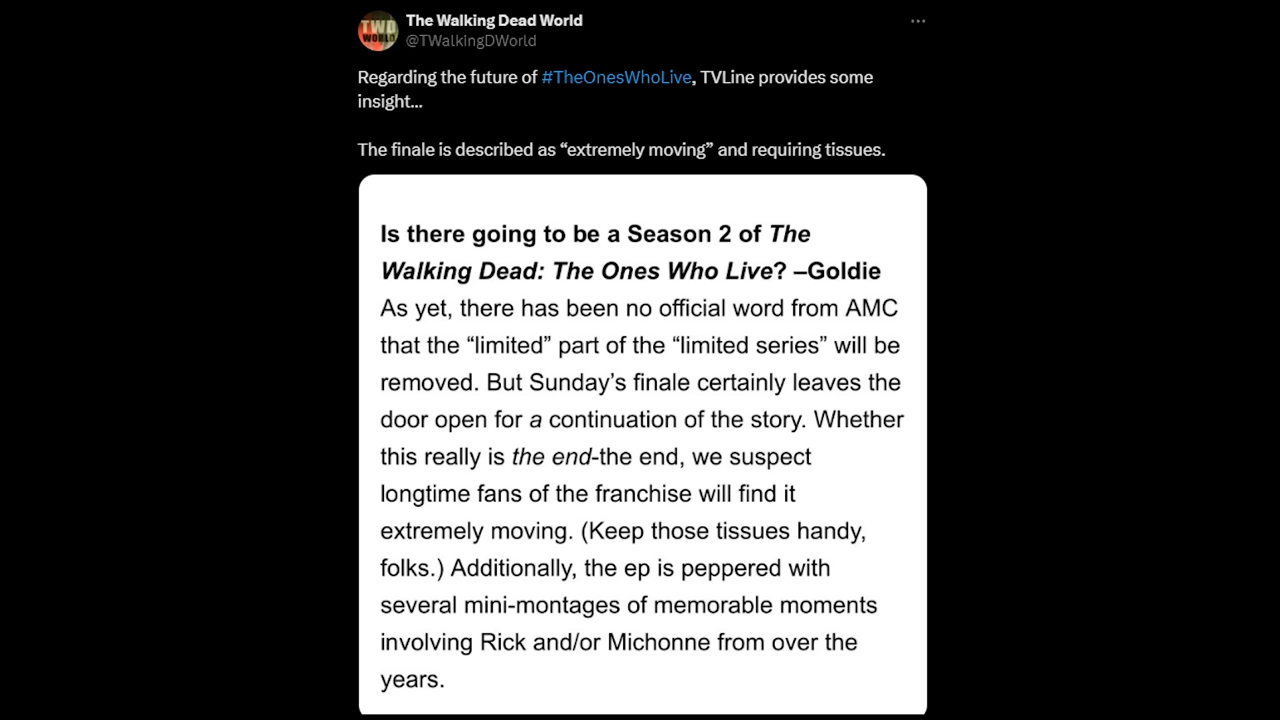 TWD
WORLD
The Walking Dead World
@TWalkingDWorld
Regarding the future of #TheOnesWhoLive, TVLine provides some
insight...
The finale is described as “extremely moving” and requiring tissues.
Is there going to be a Season 2 of The
Walking Dead: The Ones Who Live? –Goldie
As yet, there has been no official word from AMC
that the “limited” part of the “limited series” will be
removed. But Sunday’s finale certainly leaves the
door open for a continuation of the story. Whether
this really is the end-the end, we suspect
longtime fans of the franchise will find it
extremely moving. (Keep those tissues handy,
folks.) Additionally, the ep is peppered with
several mini-montages of memorable moments
involving Rick and/or Michonne from over the
years.